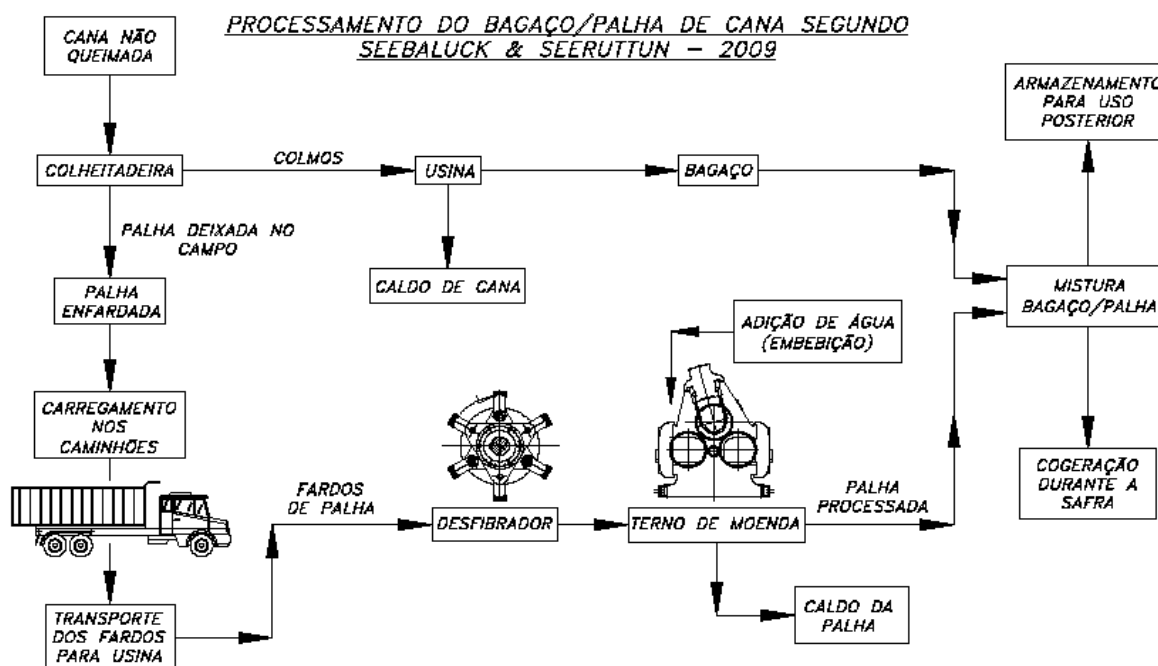 PROCESSAMENTO DO BAGAÇO/PALHA DE CANA SEGUNDO
SEEBALUCK & SEERUTTUN – 2009
CANA NÃO
QUEIMADA
ARMAZENAMENTO
PARA USO
POSTERIOR
COLHEITADEIRA
COLMOS
USINA
BAGAÇO
PALHA DEIXADA NO
CAMPO
PALHA
ENFARDADA
CALDO DE CANA
MISTURA
BAGAÇO/PALHA
ADIÇÃO DE ÁGUA
(EMBEBIÇÃO)
CARREGAMENTO
NOS
CAMINHÕES
FARDOS
DE PALHA
DESFIBRADOR
TERNO DE MOENDA
PALHA
PROCESSADA
COGERAÇÃO
DURANTE A
SAFRA
TRANSPORTE
DOS FARDOS
PARA USINA
CALDO DA
PALHA